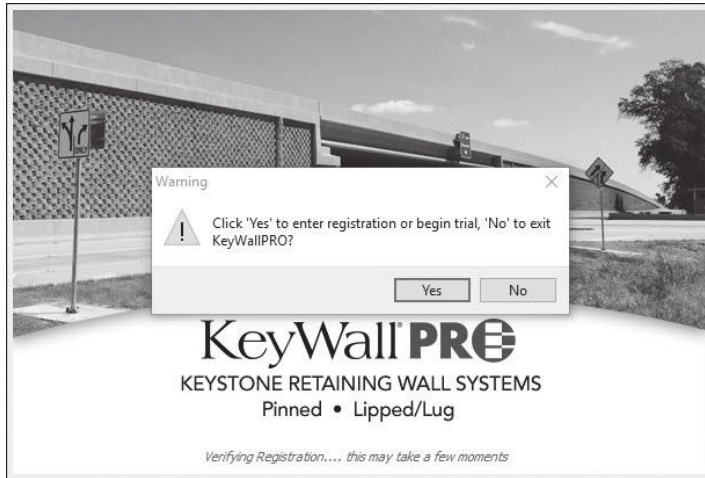 Warning
Click 'Yes' to enter registration or begin trial, 'No' to exit
KeyWallPRO?
Yes No
KeyWall® PRO
KEYSTONE RETAINING WALL SYSTEMS
Pinned • Lipped/Lug
Verifying Registration.... this may take a few moments